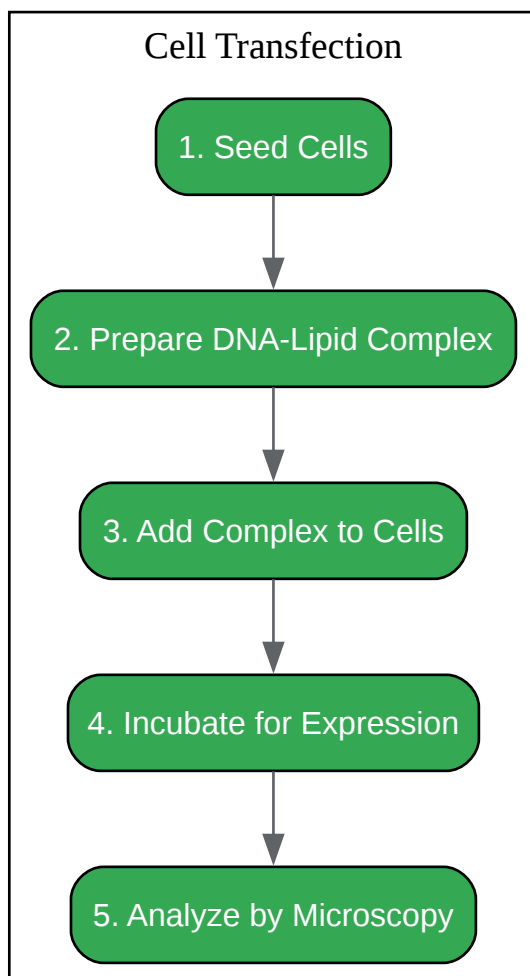 Cell Transfection
1. Seed Cells
2. Prepare DNA-Lipid Complex
3. Add Complex to Cells
4. Incubate for Expression
5. Analyze by Microscopy